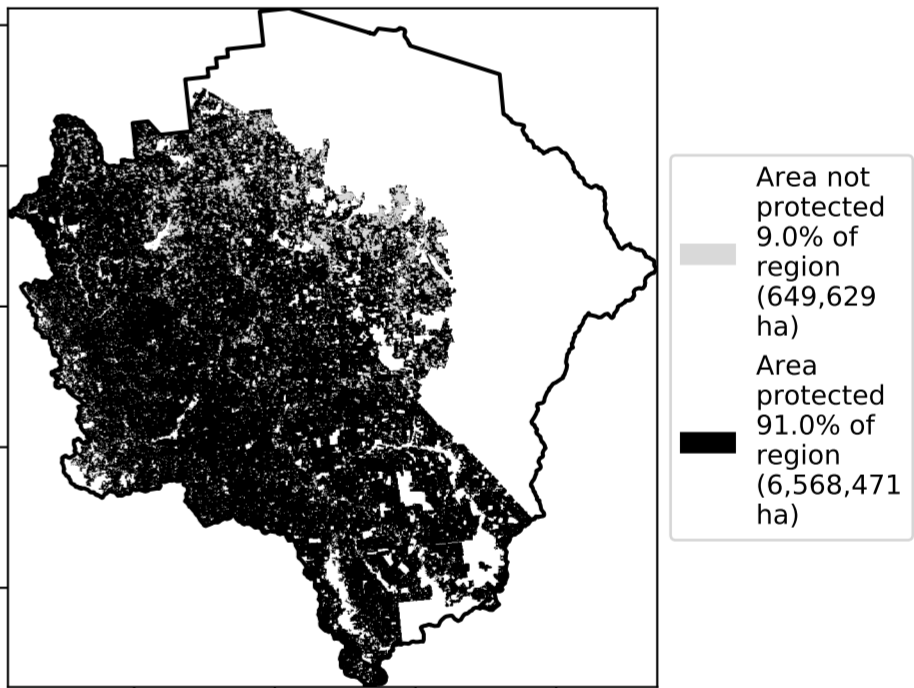 Area not
protected
9.0% of
region
(649,629
ha)
Area
protected
91.0% of
region
(6,568,471
ha)